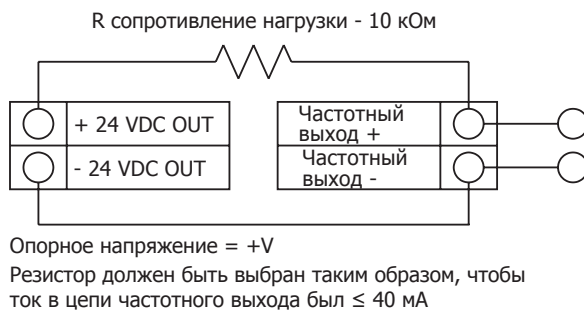 R сопротивление нагрузки - 10 кОм
+ 24 VDC OUT
- 24 VDC OUT
Частотный
выход +
Частотный
выход -
Опорное напряжение = +V
Резистор должен быть выбран таким образом, чтобы
ток в цепи частотного выхода был ≤ 40 мА